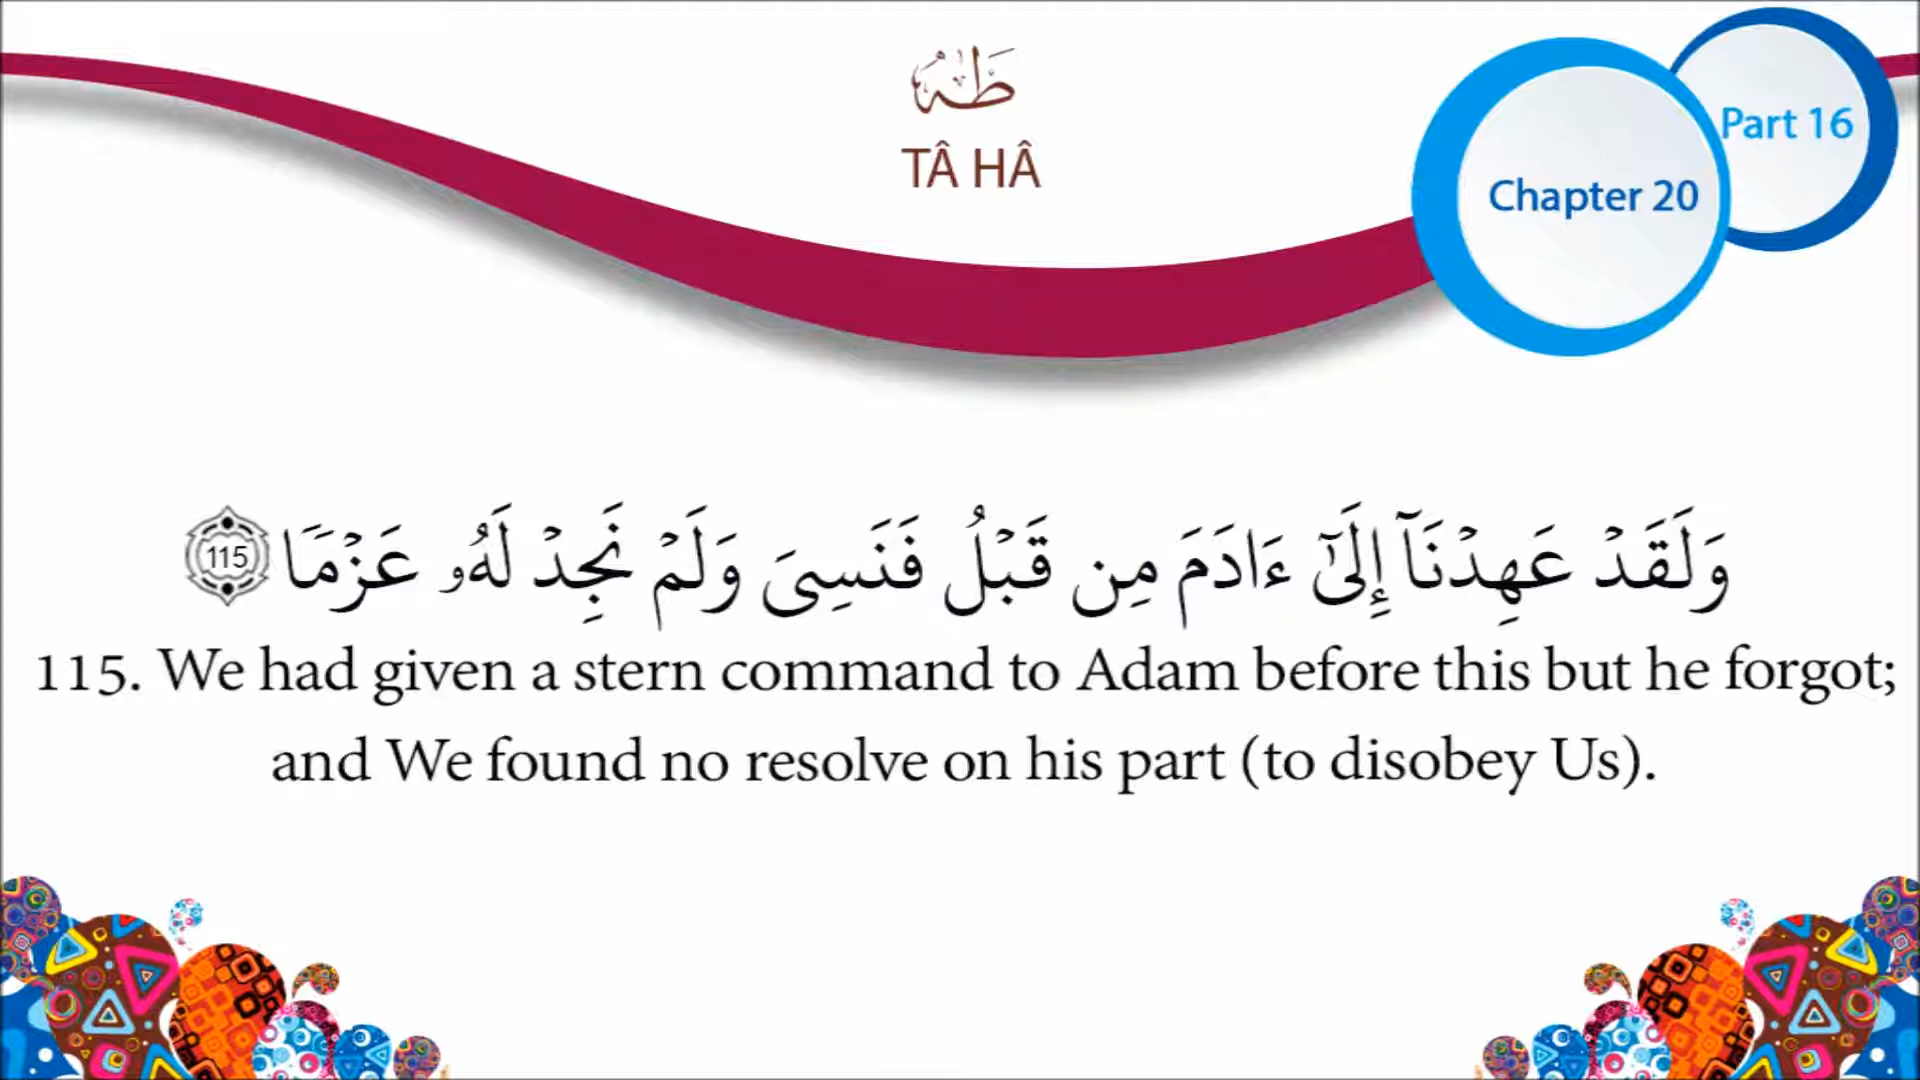 طه
TÂ HÂ
Part 16
Chapter 20
وَلَقَدۡ عَهِدۡنَآ إِلَىٰٓ ءَادَمَ مِن قَبۡلُ فَنَسِىَ وَلَمۡ نَجِدۡ لَهُۥ عَزۡمٗا 115
115. We had given a stern command to Adam before this but he forgot;
and We found no resolve on his part (to disobey Us).